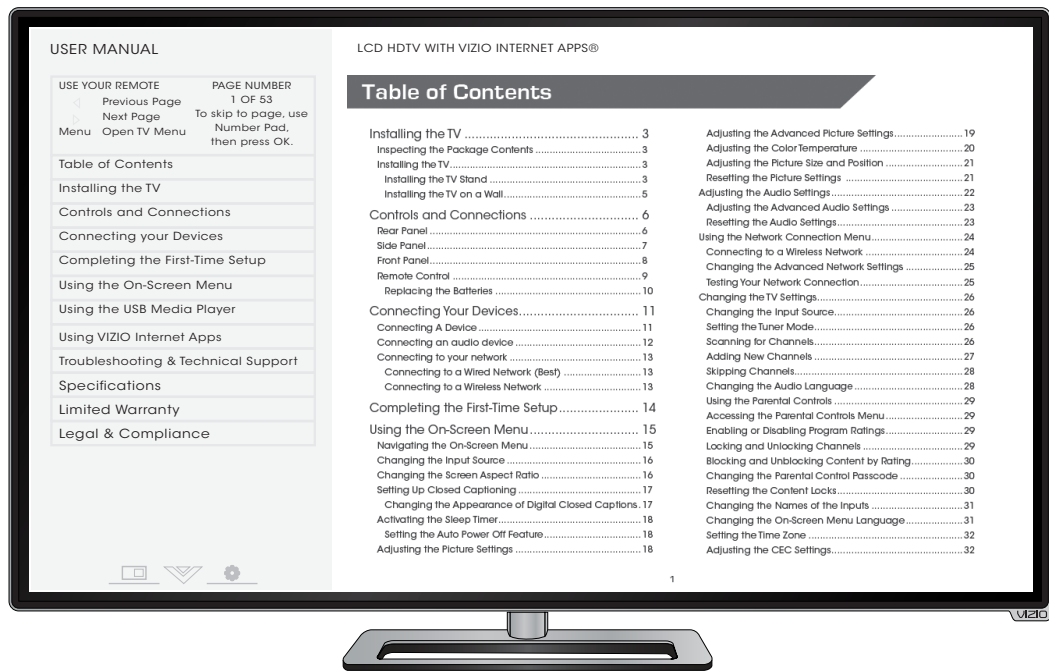 USER MANUAL
USE YOUR REMOTE
Previous Page
Next Page
Menu Open TV Menu
PAGE NUMBER
1 OF 53
To skip to page, use
Number Pad,
then press OK.
Table of Contents
Installing the TV
Controls and Connections
Connecting your Devices
Completing the First-Time Setup
Using the On-Screen Menu
Using the USB Media Player
Using VIZIO Internet Apps
Troubleshooting & Technical Support
Specifications
Limited Warranty
Legal & Compliance
LCD HDTV WITH VIZIO INTERNET APPS®
Table of Contents
Installing the TV ........ 3
Inspecting the Package Contents ........ 3
Installing the TV ........ 3
Installing the TV Stand ........ 3
Installing the TV on a Wall ........ 5
Controls and Connections ........ 6
Rear Panel ........ 6
Side Panel ........ 7
Front Panel ........ 8
Remote Control ........ 9
Replacing the Batteries ........ 10
Connecting Your Devices ........ 11
Connecting A Device ........ 11
Connecting an audio device ........ 12
Connecting to your network ........ 13
Connecting to a Wired Network (Best) ........ 13
Connecting to a Wireless Network ........ 13
Completing the First-Time Setup ........ 14
Using the On-Screen Menu ........ 15
Navigating the On-Screen Menu ........ 15
Changing the Input Source ........ 16
Changing the Screen Aspect Ratio ........ 16
Setting Up Closed Captioning ........ 17
Changing the Appearance of Digital Closed Captions. 17
Activating the Sleep Timer ........ 18
Setting the Auto Power Off Feature ........ 18
Adjusting the Picture Settings ........ 18
Adjusting the Advanced Picture Settings ........ 19
Adjusting the Color Temperature ........ 20
Adjusting the Picture Size and Position ........ 21
Resetting the Picture Settings ........ 21
Adjusting the Audio Settings ........ 22
Adjusting the Advanced Audio Settings ........ 23
Resetting the Audio Settings ........ 23
Using the Network Connection Menu ........ 24
Connecting to a Wireless Network ........ 24
Changing the Advanced Network Settings ........ 25
Testing Your Network Connection ........ 25
Changing the TV Settings ........ 26
Changing the Input Source ........ 26
Setting the Tuner Mode ........ 26
Scanning for Channels ........ 26
Adding New Channels ........ 27
Skipping Channels ........ 28
Changing the Audio Language ........ 28
Using the Parental Controls ........ 29
Accessing the Parental Controls Menu ........ 29
Enabling or Disabling Program Ratings ........ 29
Locking and Unlocking Channels ........ 29
Blocking and Unblocking Content by Rating ........ 30
Changing the Parental Control Passcode ........ 30
Resetting the Content Locks ........ 30
Changing the Names of the Inputs ........ 31
Changing the On-Screen Menu Language ........ 31
Setting the Time Zone ........ 32
Adjusting the CEC Settings ........ 32
1
VIZIO